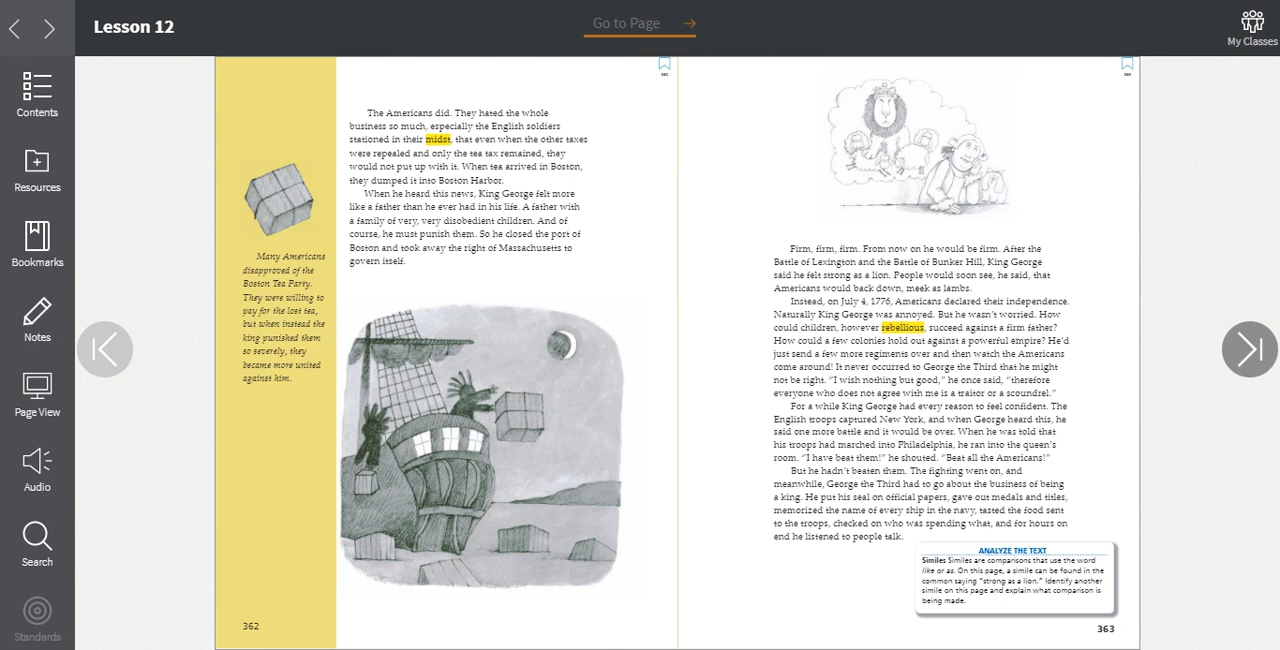 Lesson 12
Go to Page
My Classes
Contents
Resources
Bookmarks
Notes
Page View
Audio
Search
Standards
The Americans did. They hated the whole
business so much, especially the English soldiers
stationed in their midst, that even when the other taxes
were repealed and only the tea tax remained, they
would not put up with it. When tea arrived in Boston,
they dumped it into Boston Harbor.
When he heard this news, King George felt more
like a father than he ever had in his life. A father with
a family of very, very disobedient children. And of
course, he must punish them. So he closed the port of
Boston and took away the right of Massachusetts to
govern itself.
Many Americans
disapproved of the
Boston Tea Party.
They were willing to
pay for the lost tea,
but when instead the
king punished them
so severely, they
became more united
against him.
362
Firm, firm, firm. From now on he would be firm. After the
Battle of Lexington and the Battle of Bunker Hill, King George
said he felt strong as a lion. People would soon see, he said, that
Americans would back down, meek as lambs.
Instead, on July 4, 1776, Americans declared their independence.
Naturally King George was annoyed. But he wasn't worried. How
could children, however rebellious, succeed against a firm father?
How could a few colonies hold out against a powerful empire? He'd
just send a few more regiments over and then watch the Americans
come around! It never occurred to George the Third that he might
not be right. "I wish nothing but good," he once said, "therefore
everyone who does not agree with me is a traitor or a scoundrel."
For a while King George had every reason to feel confident. The
English troops captured New York, and when George heard this, he
said one more battle and it would be over. When he was told that
his troops had marched into Philadelphia, he ran into the queen's
room. "I have beat them!" he shouted. "Beat all the Americans!"
But he hadn't beaten them. The fighting went on, and
meanwhile, George the Third had to go about the business of being
a king. He put his seal on official papers, gave out medals and titles,
memorized the name of every ship in the navy, tasted the food sent
to the troops, checked on who was spending what, and for hours on
end he listened to people talk.
ANALYZE THE TEXT
Similes Similes are comparisons that use the word
like or as. On this page, a simile can be found in the
common saying "strong as a lion." Identify another
simile on this page and explain what comparison is
being made.
363